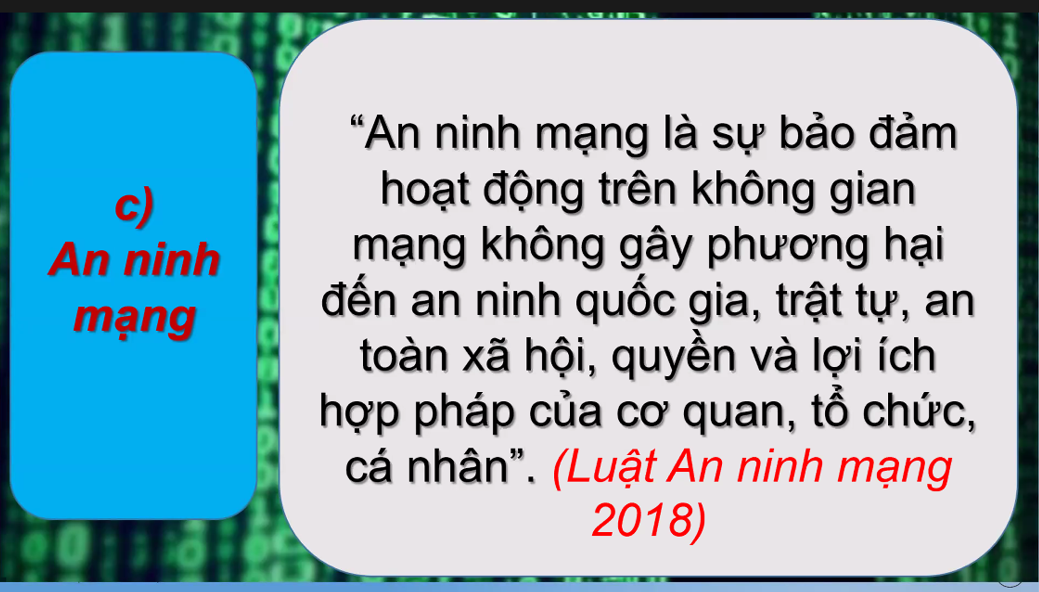 c)
An ninh
mạng
“An ninh mạng là sự bảo đảm
hoạt động trên không gian
mạng không gây phương hại
đến an ninh quốc gia, trật tự, an
toàn xã hội, quyền và lợi ích
hợp pháp của cơ quan, tổ chức,
cá nhân”. (Luật An ninh mạng
2018)